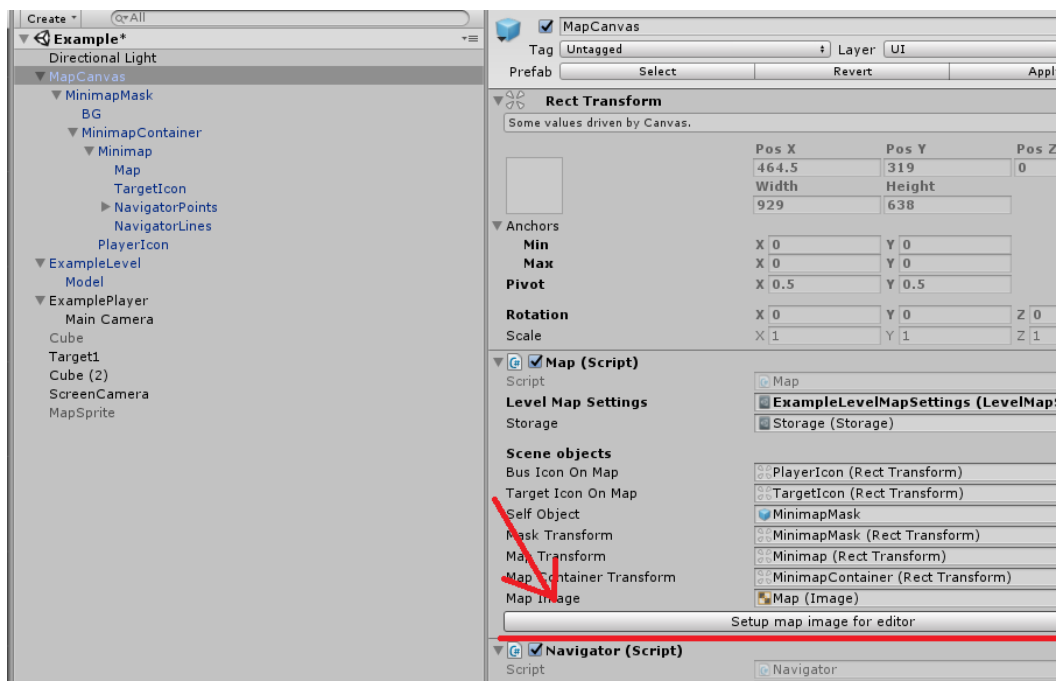 Create
All
Example*
Directional Light
MapCanvas
MinimapMask
BG
MinimapContainer
Minimap
Map
TargetIcon
NavigatorPoints
NavigatorLines
PlayerIcon
ExampleLevel
Model
ExamplePlayer
Main Camera
Cube
Target1
Cube (2)
ScreenCamera
MapSprite
MapCanvas
Tag Untagged Layer UI
Prefab Select Revert Appl
Rect Transform
Some values driven by Canvas.
Pos X Pos Y Pos Z
464.5 319 0
Width Height
929 638
Anchors
Min X 0 Y 0
Max X 0 Y 0
Pivot X 0.5 Y 0.5
Rotation X 0 Y 0 Z 0
Scale X 1 Y 1 Z 1
Map (Script)
Script Map
Level Map Settings ExampleLevelMapSettings (LevelMapS
Storage Storage (Storage)
Scene objects
Bus Icon On Map PlayerIcon (Rect Transform)
Target Icon On Map TargetIcon (Rect Transform)
Self Object MinimapMask
Mask Transform MinimapMask (Rect Transform)
Map Transform Minimap (Rect Transform)
Map Container Transform MinimapContainer (Rect Transform)
Map Image Map (Image)
Setup map image for editor
Navigator (Script)
Script Navigator